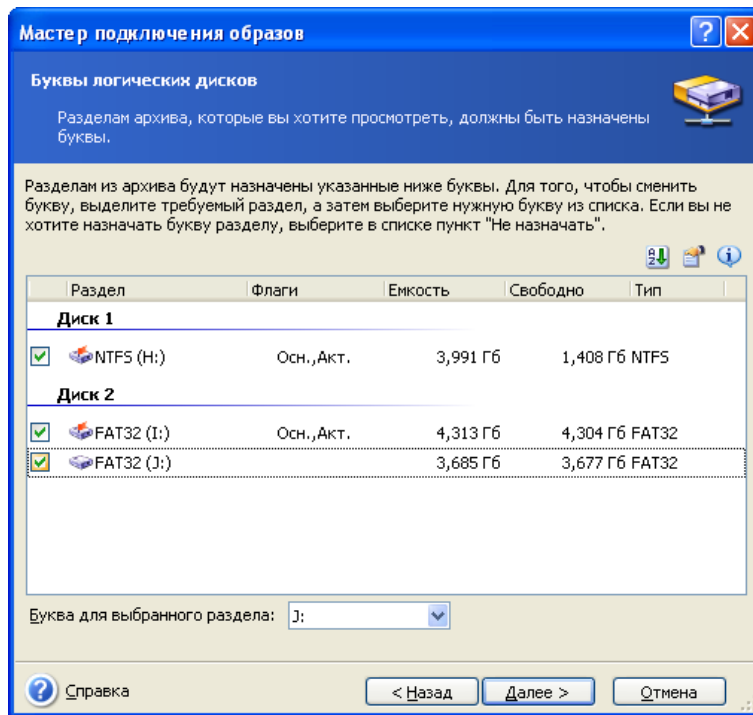 Мастер подключения образов
Буквы логических дисков
Разделам архива, которые вы хотите просмотреть, должны быть назначены
буквы.
Разделам из архива будут назначены указанные ниже буквы. Для того, чтобы сменить
букву, выделите требуемый раздел, а затем выберите нужную букву из списка. Если вы не
хотите назначать букву разделу, выберите в списке пункт "Не назначать".
Раздел Флаги Емкость Свободно Тип
Диск 1
NTFS (H:) Осн.,Акт. 3,991 Гб 1,408 Гб NTFS
Диск 2
FAT32 (I:) Осн.,Акт. 4,313 Гб 4,304 Гб FAT32
FAT32 (J:) 3,685 Гб 3,677 Гб FAT32
Буква для выбранного раздела: J:
Справка < Назад Далее > Отмена